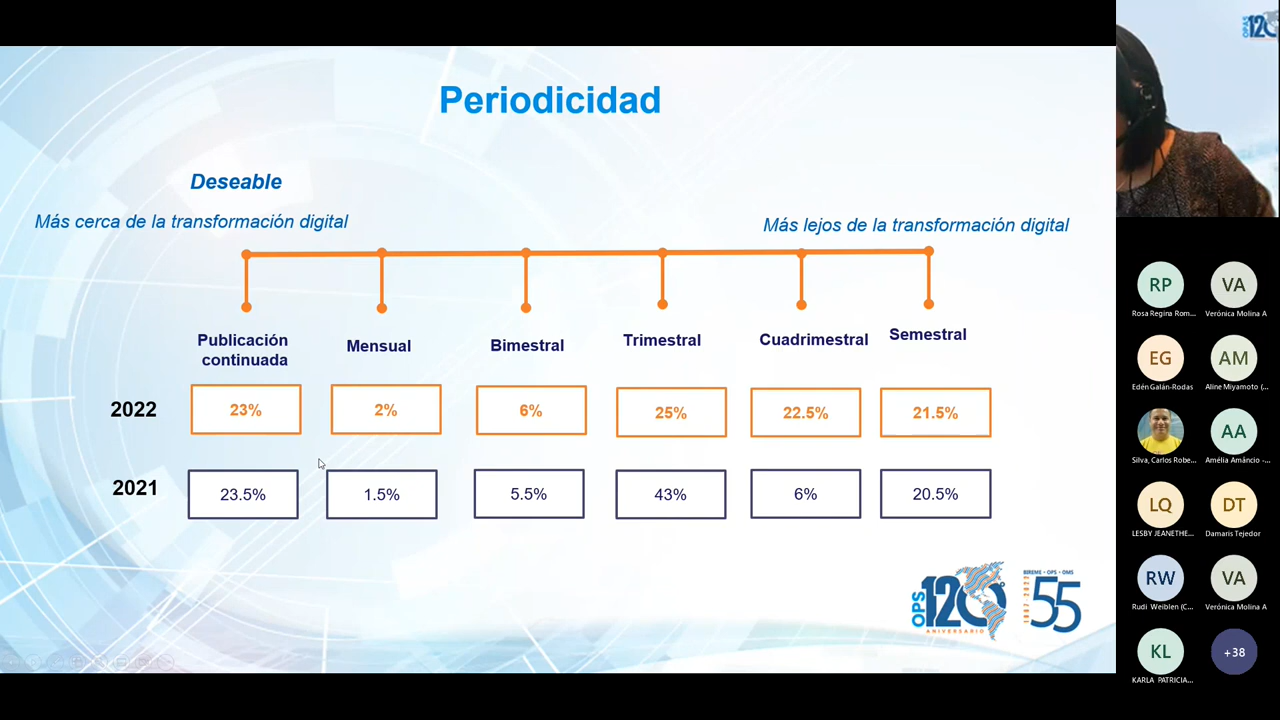 Periodicidad
Deseable
Más cerca de la transformación digital
Más lejos de la transformación digital
Publicación
continuada
Mensual
Bimestral
Trimestral
Cuadrimestral
Semestral
2022
23%
2%
6%
25%
22.5%
21.5%
2021
23.5%
1.5%
5.5%
43%
6%
20.5%
OPS
120
ANIVERSARIO
BIREME • OPS • OMS
55
OPAS
120
RP
VA
Rosa Regina Rom...
Verónica Molina A
EG
AM
Edén Galán-Rodas
Aline Miyamoto (...
AA
Silva, Carlos Robe...
Amélia Amâncio -...
LQ
DT
LESBY JEANETHE...
Damaris Tejedor
RW
VA
Rudi Weiblen (C...
Verónica Molina A
KL
+38
KARLA PATRICIA...